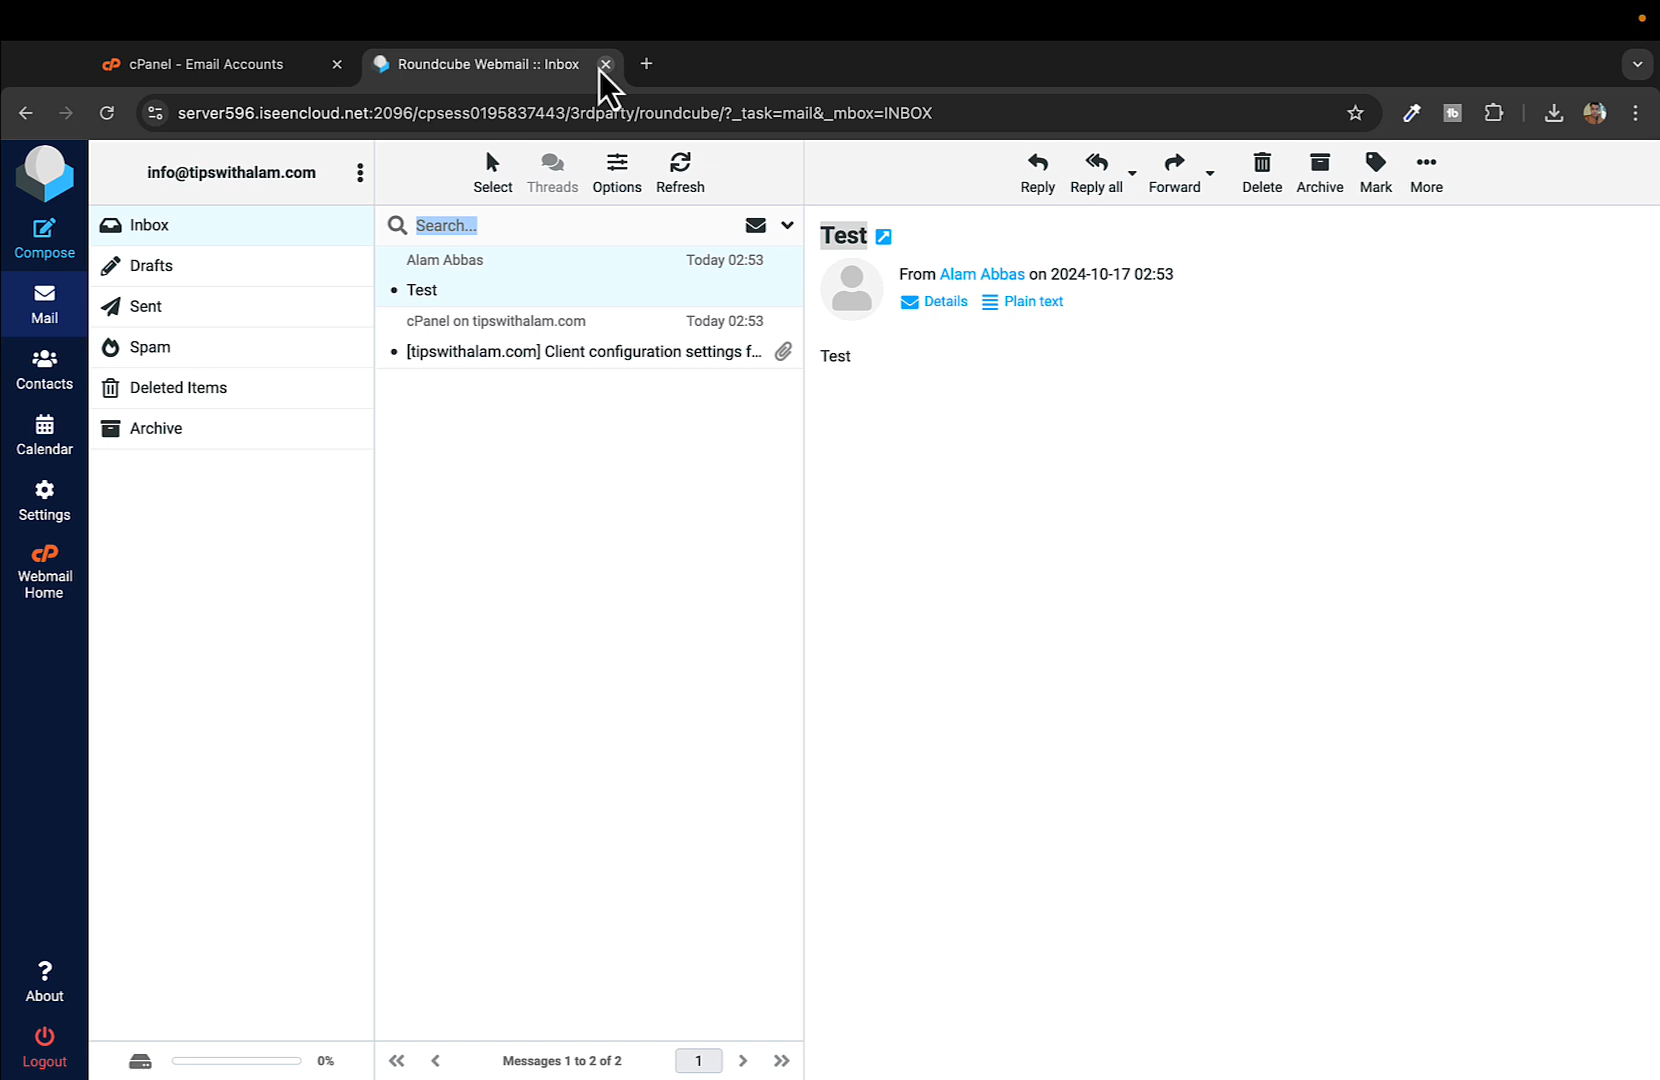 cPanel - Email Accounts
Roundcube Webmail :: Inbox
server596.iseencloud.net:2096/cpsess0195837443/3rdparty/roundcube/?_task=mail&_mbox=INBOX
Compose
Mail
Contacts
Calendar
Settings
Webmail
Home
About
Logout
info@tipswithalam.com
Inbox
Drafts
Sent
Spam
Deleted Items
Archive
0%
Select
Threads
Options
Refresh
Search...
Alam Abbas Today 02:53
• Test
cPanel on tipswithalam.com Today 02:53
• [tipswithalam.com] Client configuration settings f...
Messages 1 to 2 of 2
1
Reply
Reply all
Forward
Delete
Archive
Mark
More
Test
From Alam Abbas on 2024-10-17 02:53
Details
Plain text
Test